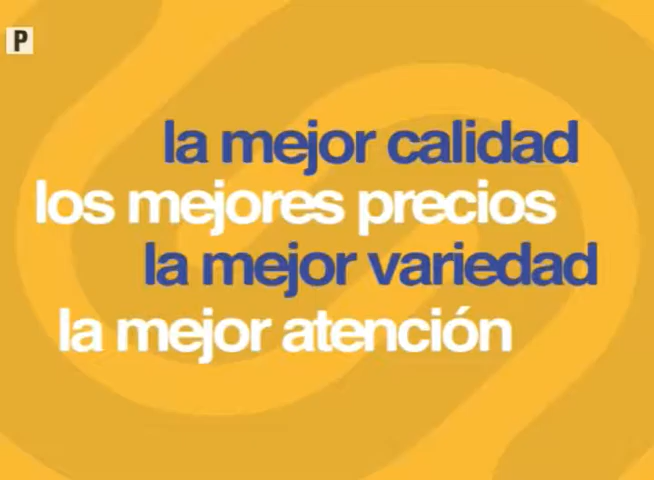 P
la mejor calidad
los mejores precios
la mejor variedad
la mejor atención